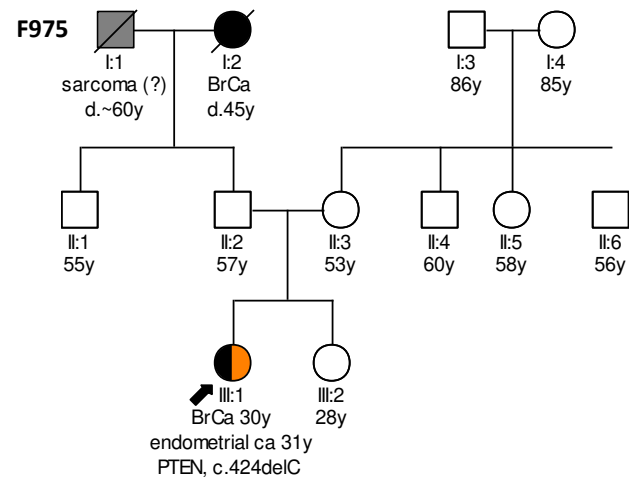 F975
I:1
sarcoma (?)
d.~60y
I:2
BrCa
d.45y
I:3
86y
I:4
85y
II:1
55y
II:2
57y
II:3
53y
II:4
60y
II:5
58y
II:6
56y
III:1
BrCa 30y
endometrial ca 31y
PTEN, c.424delC
III:2
28y